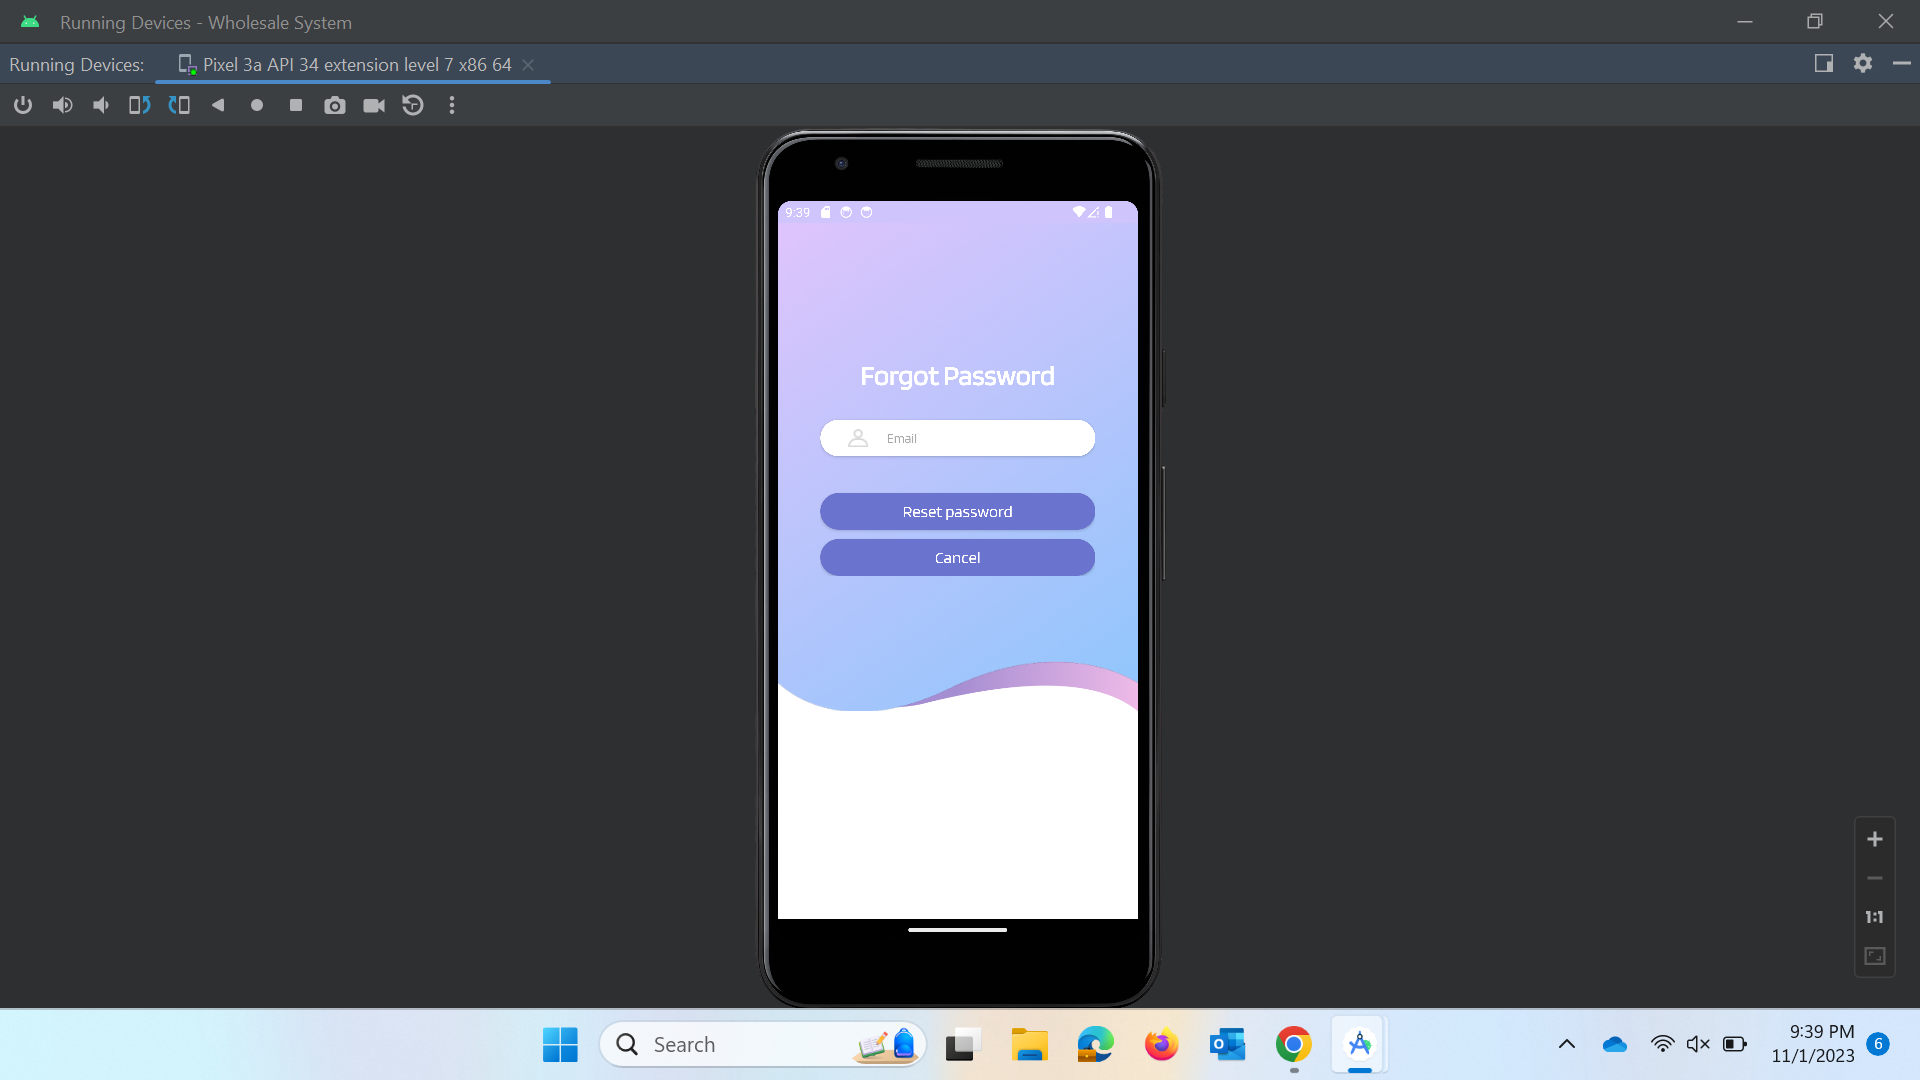 Running Devices - Wholesale System
Running Devices:
Pixel 3a API 34 extension level 7 x86 64
9:39
Forgot Password
Email
Reset password
Cancel
1:1
Search
9:39 PM
11/1/2023
6